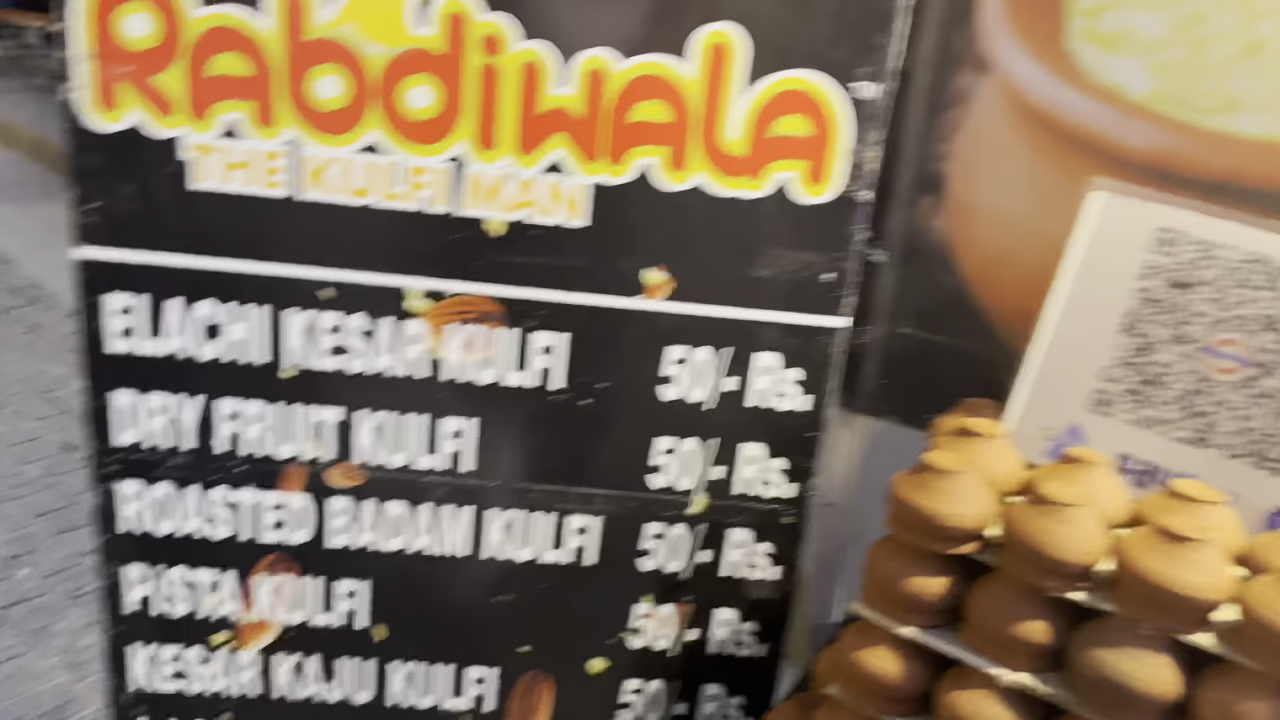 Rabdiwala
THE KULFI MAN
ELACHI KESAR KULFI 50/- Rs.
DRY FRUIT KULFI 50/- Rs.
ROASTED BADAM KULFI 50/- Rs.
PISTA KULFI 50/- Rs.
KESAR KAJU KULFI 50/- Rs.